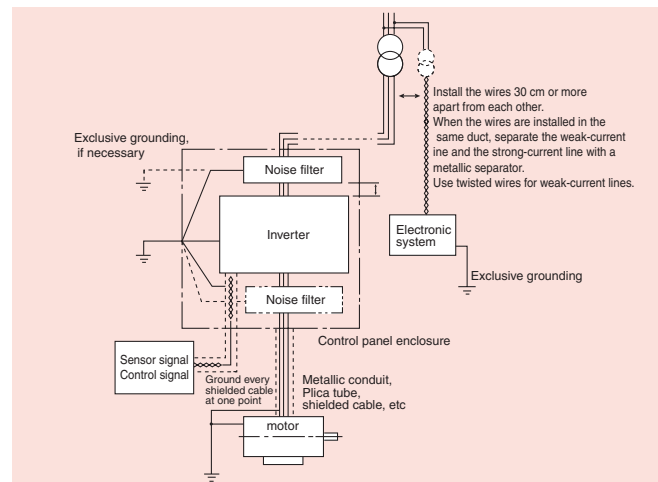 Install the wires 30 cm or more
apart from each other.
When the wires are installed in the
same duct, separate the weak-current
ine and the strong-current line with a
metallic separator.
Use twisted wires for weak-current lines.
Exclusive grounding,
if necessary
Noise filter
Inverter
Electronic
system
Exclusive grounding
Noise filter
Control panel enclosure
Sensor signal
Control signal
Ground every
shielded cable
at one point
Metallic conduit,
Plica tube,
shielded cable, etc
motor